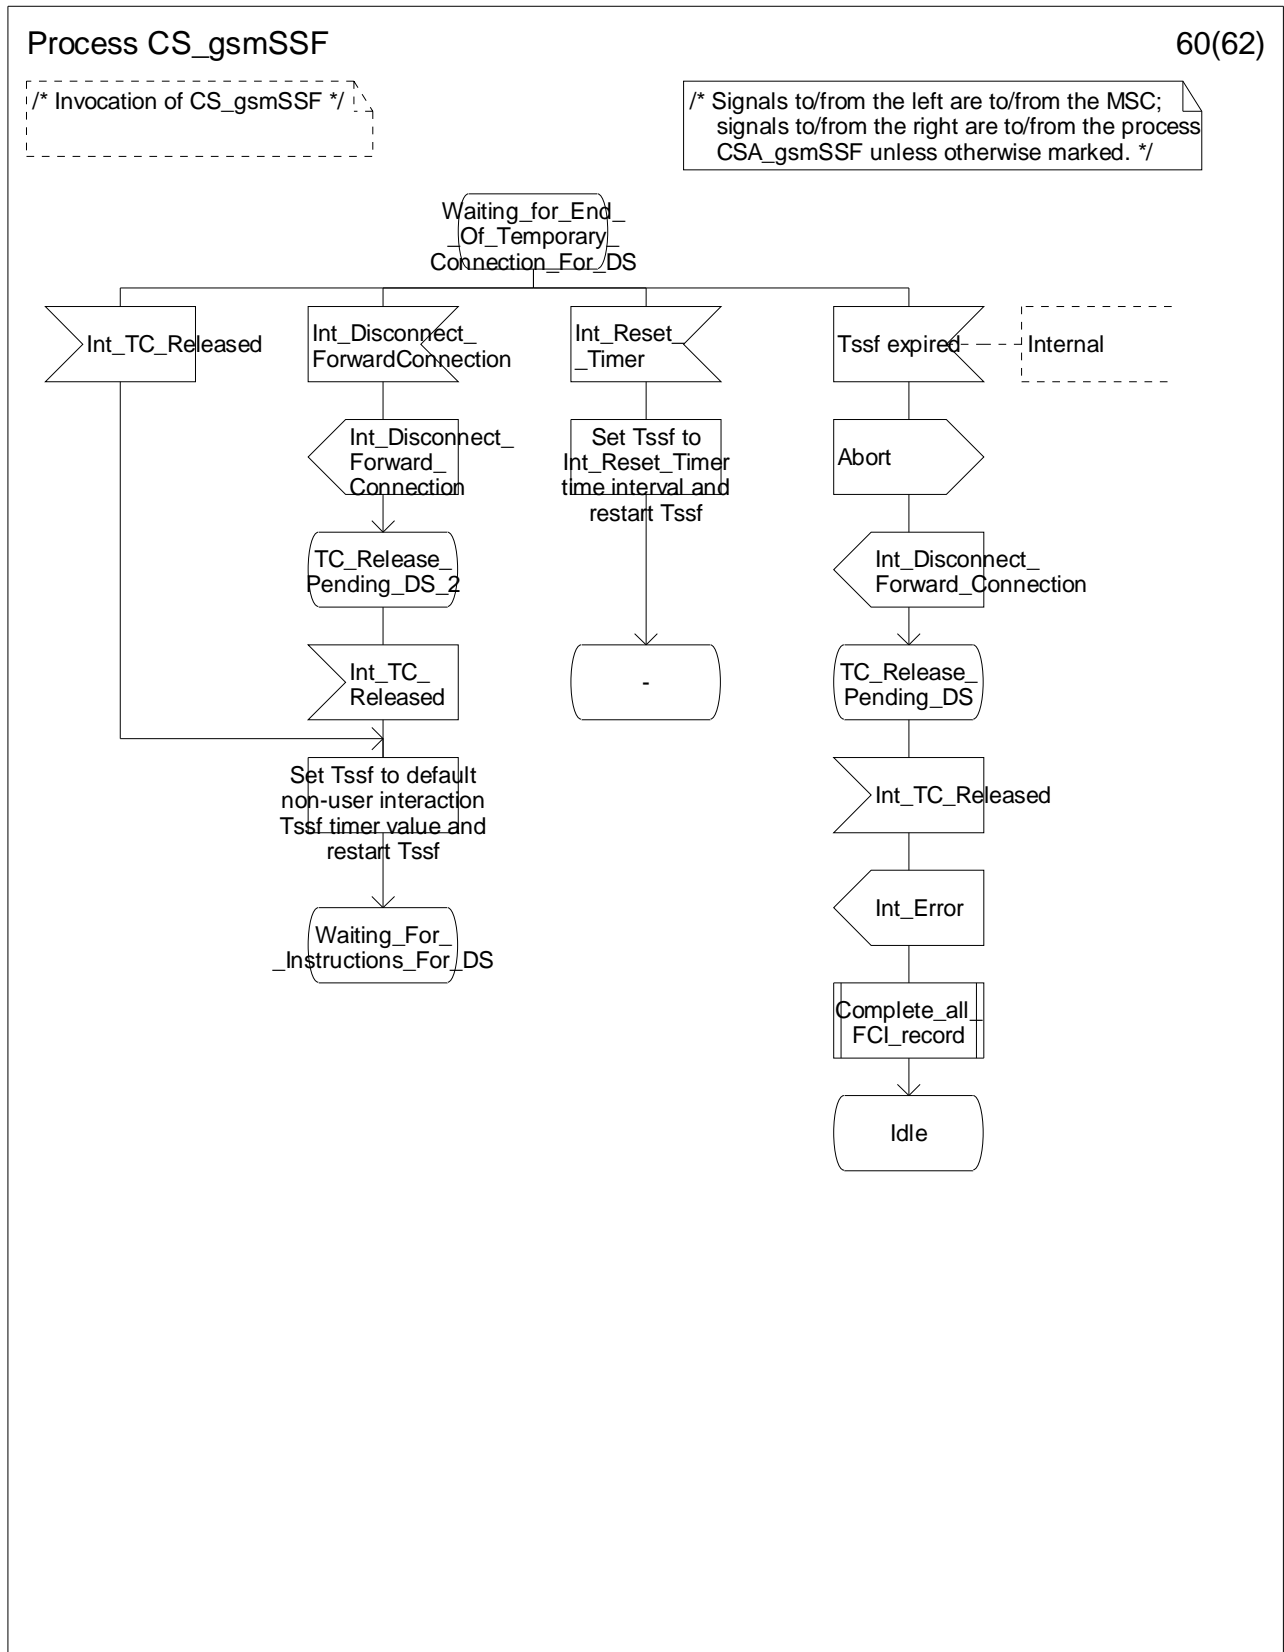 Process CS_gsmSSF
60(62)
/* Invocation of CS_gsmSSF */
/* Signals to/from the left are to/from the MSC;
signals to/from the right are to/from the process
CSA_gsmSSF unless otherwise marked. */
Waiting_for_End_
_Of_Temporary_
Connection_For_DS
Int_TC_Released
Int_Disconnect_
ForwardConnection
Int_Reset_
_Timer
Tssf expired
Internal
Int_Disconnect_
Forward_
Connection
Set Tssf to
Int_Reset_Timer
time interval and
restart Tssf
Abort
TC_Release_
Pending_DS_2
Int_Disconnect_
Forward_Connection
Int_TC_
Released
-
TC_Release_
Pending_DS
Set Tssf to default
non-user interaction
Tssf timer value and
restart Tssf
Int_TC_Released
Waiting_For_
_Instructions_For_DS
Int_Error
Complete_all_
FCI_record
Idle